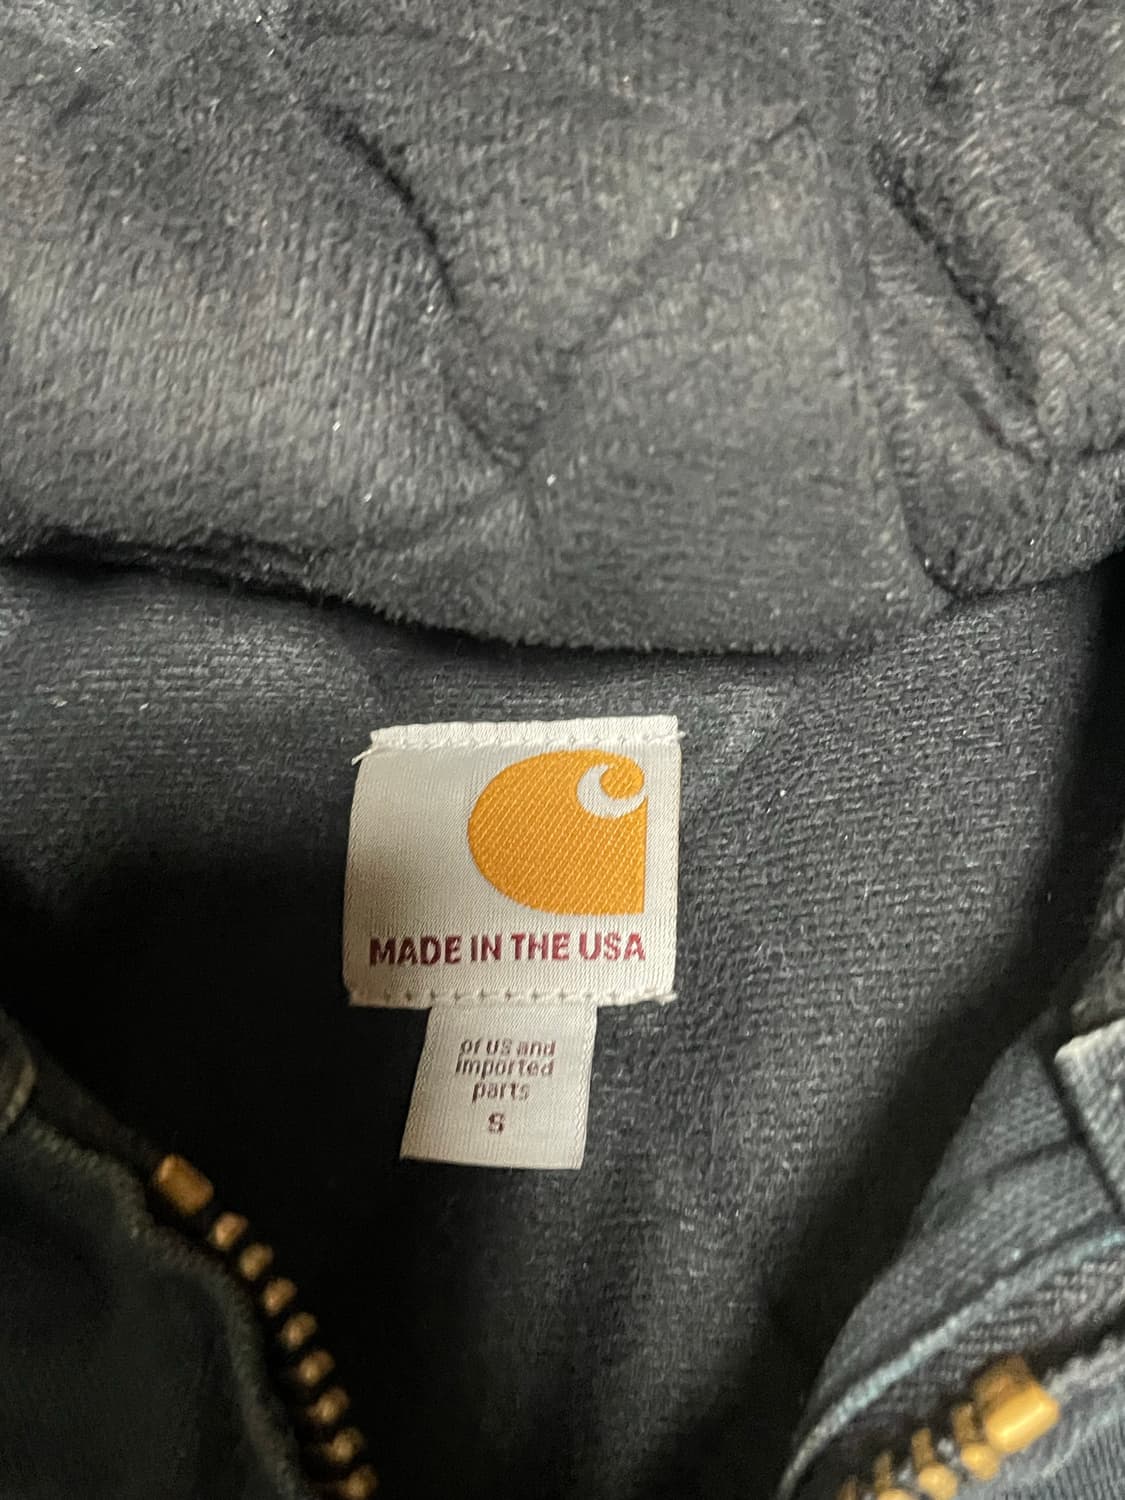 MADE IN THE USA
of US and
imported
parts
S